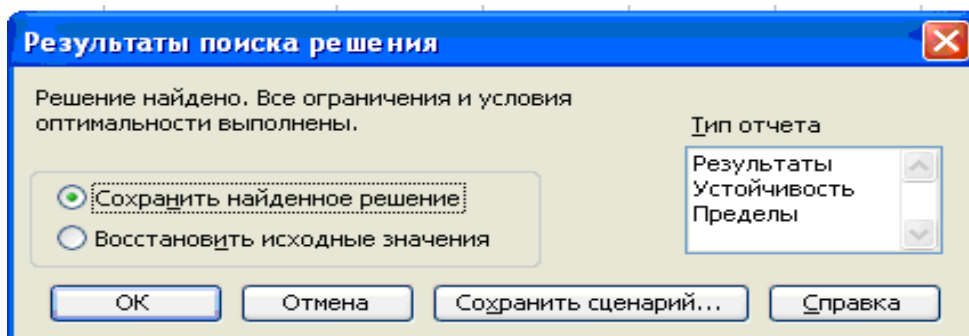 Результаты поиска решения
Решение найдено. Все ограничения и условия
оптимальности выполнены.
Тип отчета
Результаты
Устойчивость
Пределы
Сохранить найденное решение
Восстановить исходные значения
ОК
Отмена
Сохранить сценарий...
Справка